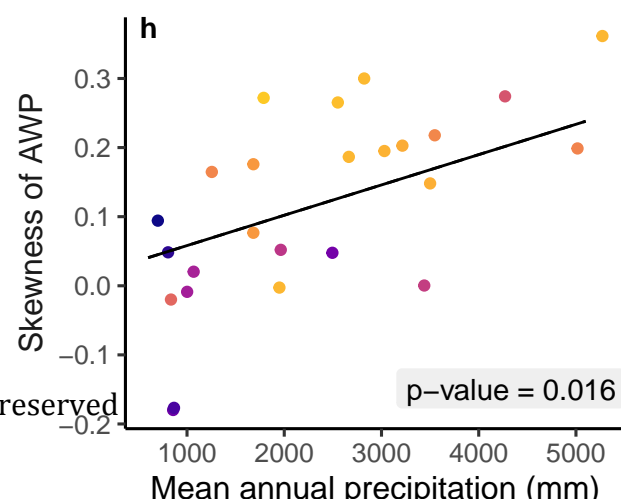 h
Skewness of AWP
0.3
0.2
0.1
0.0
−0.1
−0.2
reserved
p−value = 0.016
1000 2000 3000 4000 5000
Mean annual precipitation (mm)